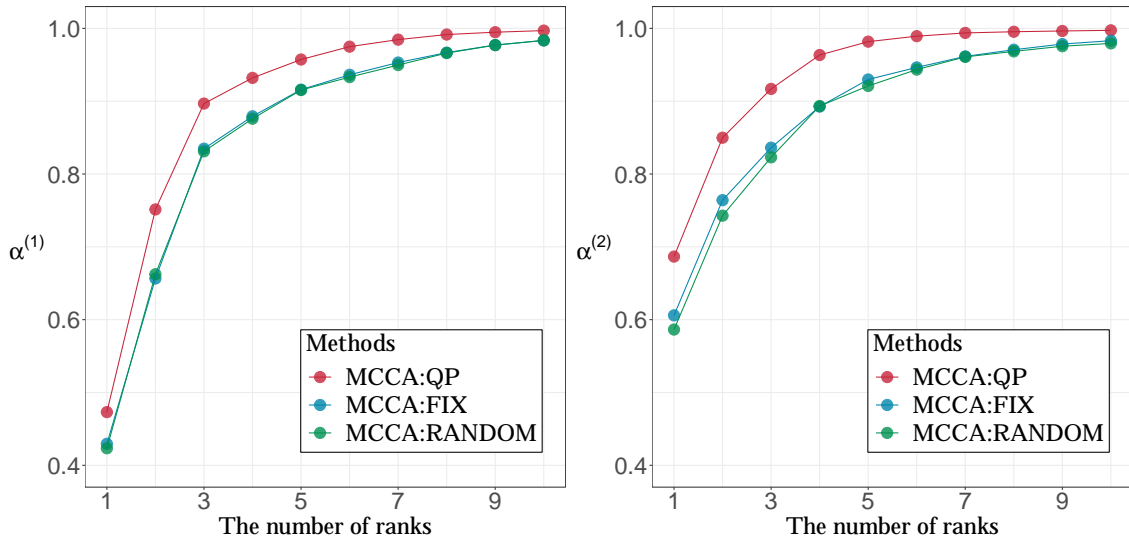 1.0
0.8
α(1)
0.6
0.4
Methods
MCCA:QP
MCCA:FIX
MCCA:RANDOM
1 3 5 7 9
The number of ranks
1.0
0.8
α(2)
0.6
0.4
Methods
MCCA:QP
MCCA:FIX
MCCA:RANDOM
1 3 5 7 9
The number of ranks